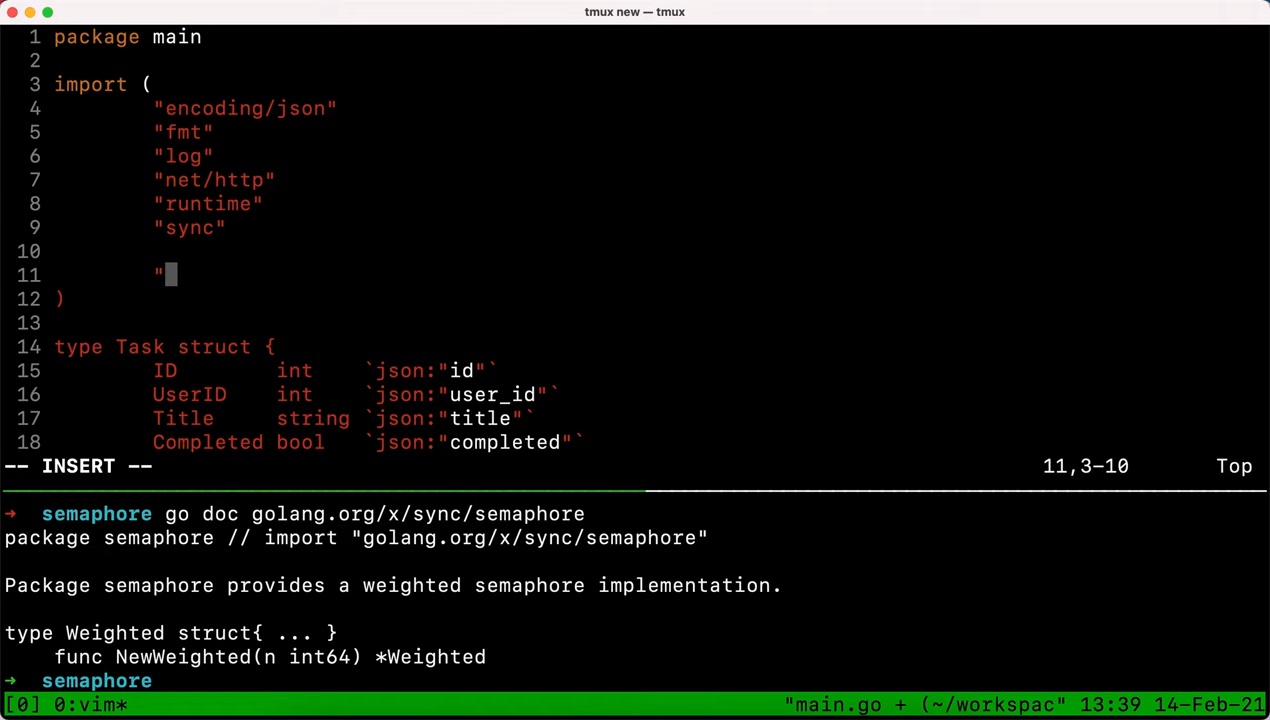 tmux new — tmux
1 package main
2
3 import (
4 "encoding/json"
5 "fmt"
6 "log"
7 "net/http"
8 "runtime"
9 "sync"
10
11 "
12 )
13
14 type Task struct {
15 ID int `json:"id"`
16 UserID int `json:"user_id"`
17 Title string `json:"title"`
18 Completed bool `json:"completed"`
-- INSERT -- 11,3-10 Top
→ semaphore go doc golang.org/x/sync/semaphore
package semaphore // import "golang.org/x/sync/semaphore"
Package semaphore provides a weighted semaphore implementation.
type Weighted struct{ ... }
func NewWeighted(n int64) *Weighted
→ semaphore
[0] 0:vim* "main.go + (~/workspac" 13:39 14-Feb-21